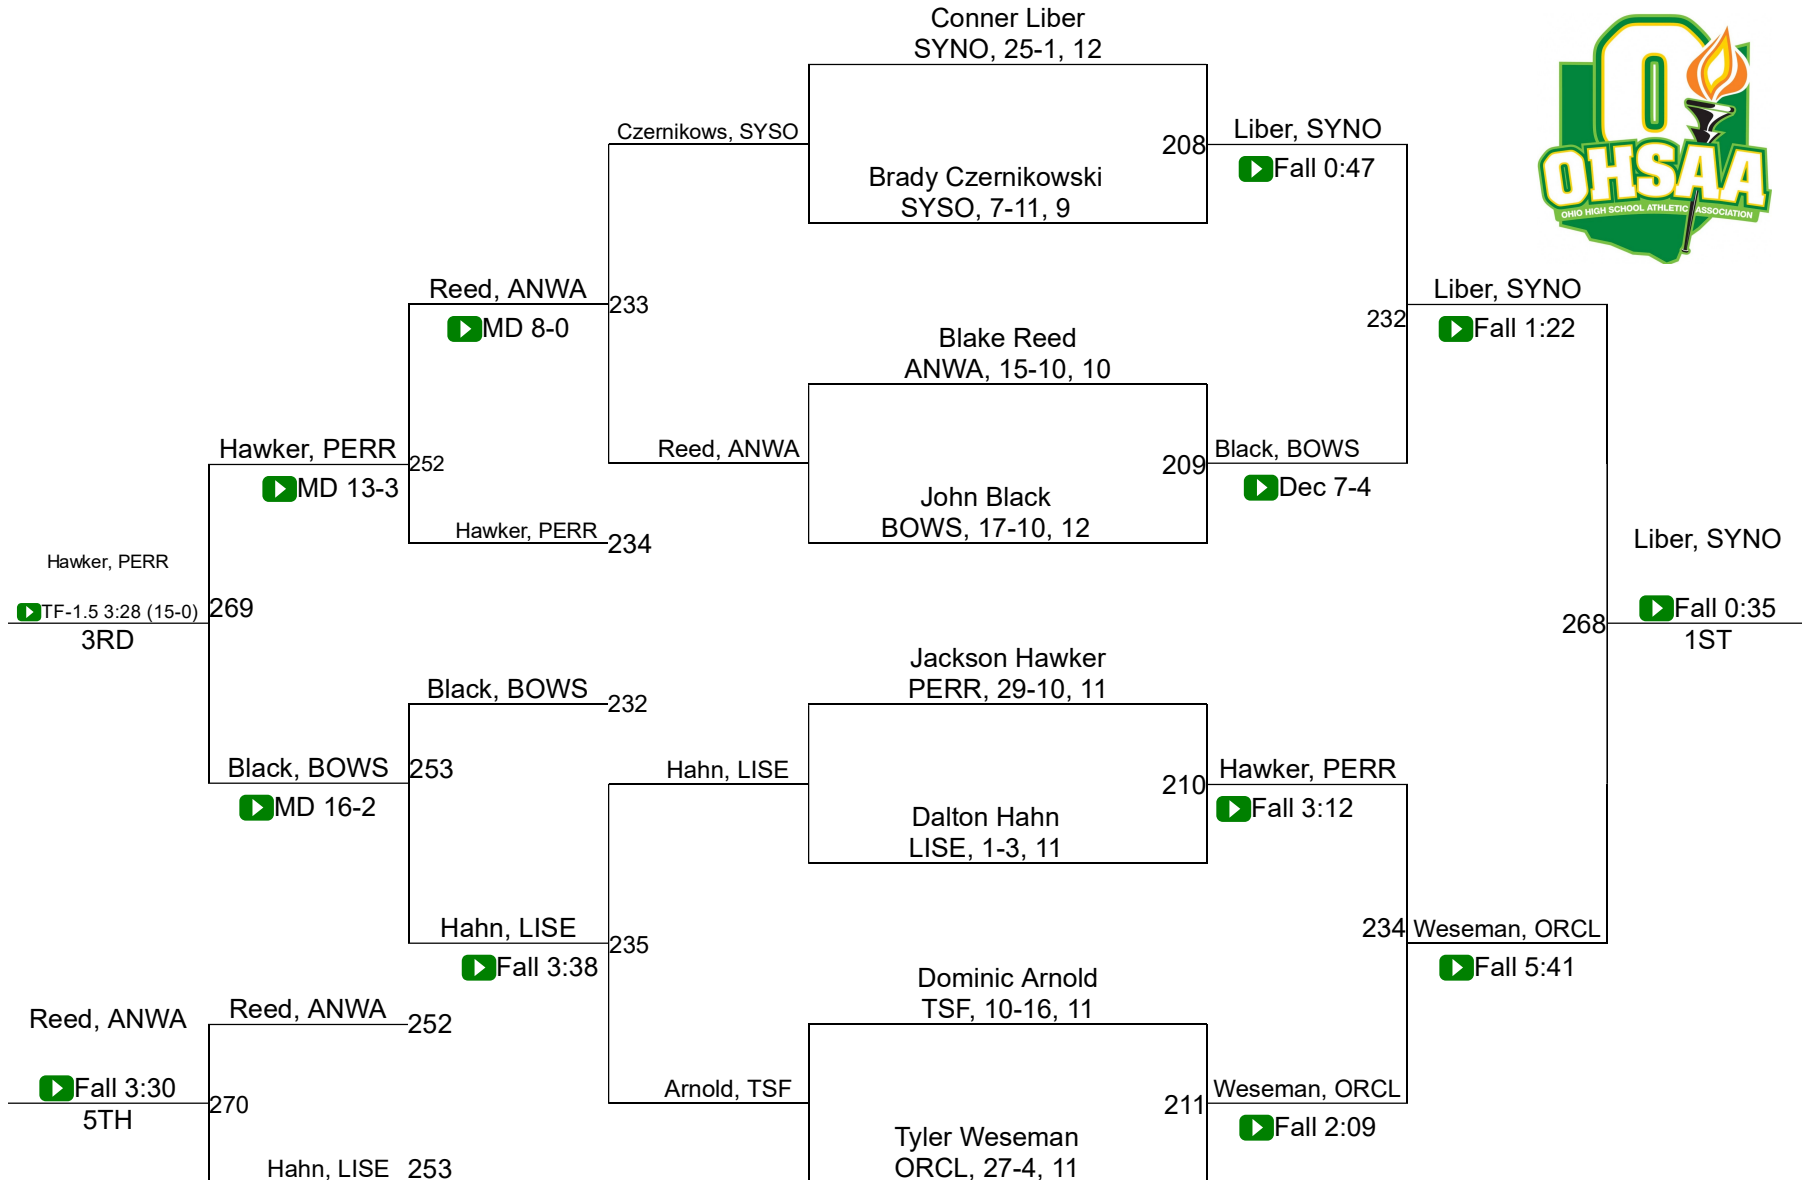 Conner Liber
SYNO, 25-1, 12
Czernikows, SYSO
208
Liber, SYNO
Fall 0:47
Brady Czernikowski
SYSO, 7-11, 9
OHSAA
OHIO HIGH SCHOOL ATHLETIC ASSOCIATION
Reed, ANWA
MD 8-0
233
Blake Reed
ANWA, 15-10, 10
232
Liber, SYNO
Fall 1:22
Hawker, PERR
MD 13-3
252
Reed, ANWA
209
Black, BOWS
Dec 7-4
John Black
BOWS, 17-10, 12
Hawker, PERR
234
Hawker, PERR
TF-1.5 3:28 (15-0)
3RD
269
Liber, SYNO
Fall 0:35
1ST
268
Black, BOWS
232
Jackson Hawker
PERR, 29-10, 11
Black, BOWS
MD 16-2
253
Hahn, LISE
210
Hawker, PERR
Fall 3:12
Dalton Hahn
LISE, 1-3, 11
Hahn, LISE
Fall 3:38
235
234
Weseman, ORCL
Fall 5:41
Dominic Arnold
TSF, 10-16, 11
Reed, ANWA
Reed, ANWA
252
Fall 3:30
5TH
270
Arnold, TSF
211
Weseman, ORCL
Fall 2:09
Tyler Weseman
ORCL, 27-4, 11
Hahn, LISE
253